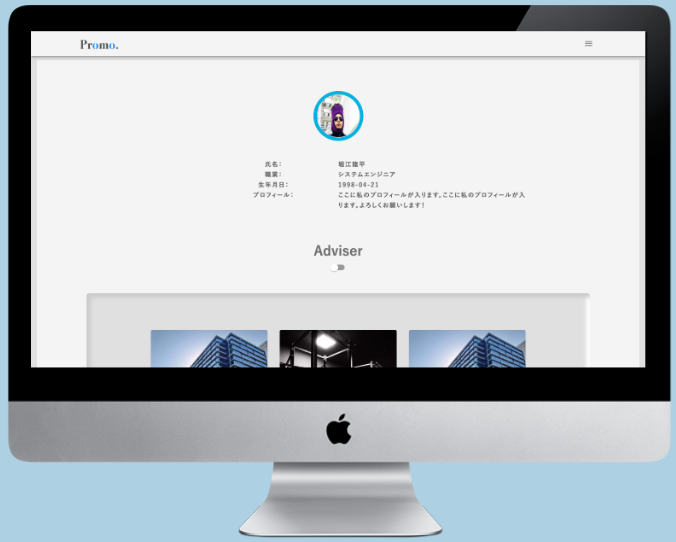 Promo.
氏名: 堀江龍平
職業: システムエンジニア
生年月日: 1998-04-21
プロフィール: ここに私のプロフィールが入ります。ここに私のプロフィールが入
ります。よろしくお願いします!
Adviser